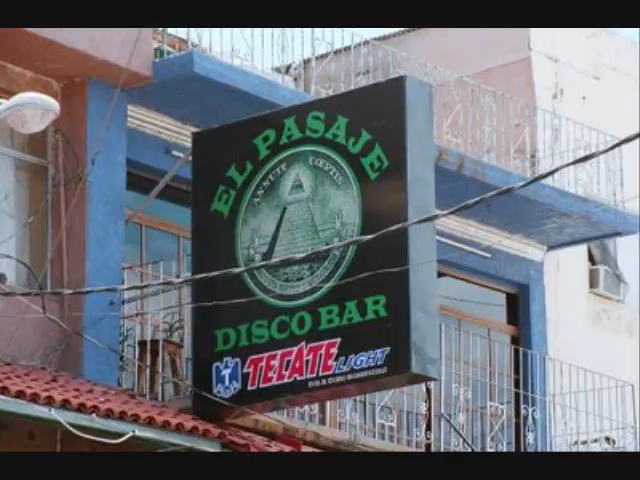 EL PASAJE
ANNUIT COEPTIS
DISCO BAR
TECATE LIGHT